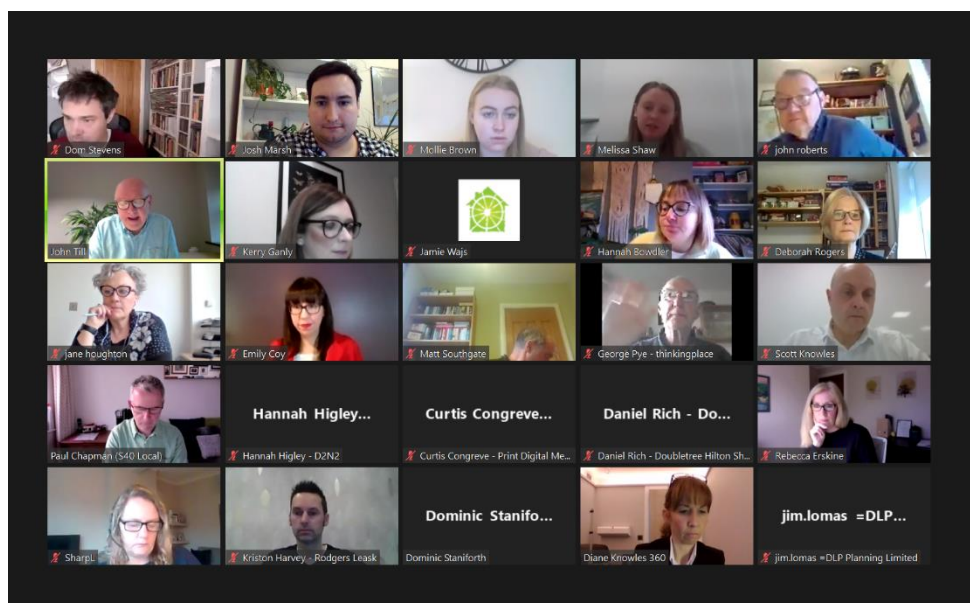 Dom Stevens
Josh Marsh
Mollie Brown
Melissa Shaw
john roberts
John Till
Kerry Ganly
Jamie Wajs
Hannah Bowdler
Deborah Rogers
jane houghton
Emily Coy
Matt Southgate
George Pye - thinkingplace
Scott Knowles
Paul Chapman (S40 Local)
Hannah Higley...
Hannah Higley - D2N2
Curtis Congreve...
Curtis Congreve - Print Digital Me...
Daniel Rich - Do...
Daniel Rich - Doubletree Hilton Sh...
Rebecca Erskine
SharpL
Kriston Harvey - Rodgers Leask
Dominic Stanifo...
Dominic Staniforth
Diane Knowles 360
jim.lomas =DLP...
jim.lomas =DLP Planning Limited